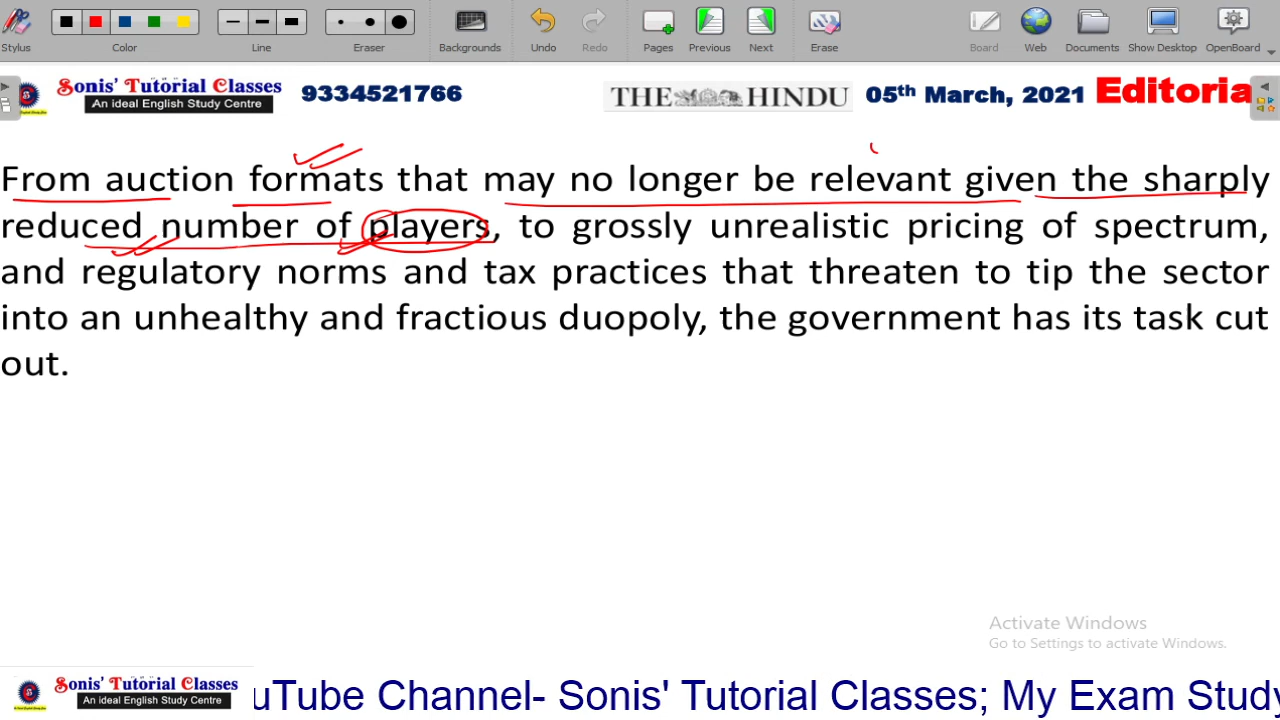 Stylus Color Line Eraser Backgrounds Undo Redo Pages Previous Next Erase Board Web Documents Show Desktop OpenBoard
Sonis' Tutorial Classes
An ideal English Study Centre
9334521766
THE HINDU
05th March, 2021 Editoria
From auction formats that may no longer be relevant given the sharply
reduced number of players, to grossly unrealistic pricing of spectrum,
and regulatory norms and tax practices that threaten to tip the sector
into an unhealthy and fractious duopoly, the government has its task cut
out.
Activate Windows
Go to Settings to activate Windows.
Sonis' Tutorial Classes
An ideal English Study Centre
uTube Channel- Sonis' Tutorial Classes; My Exam Study